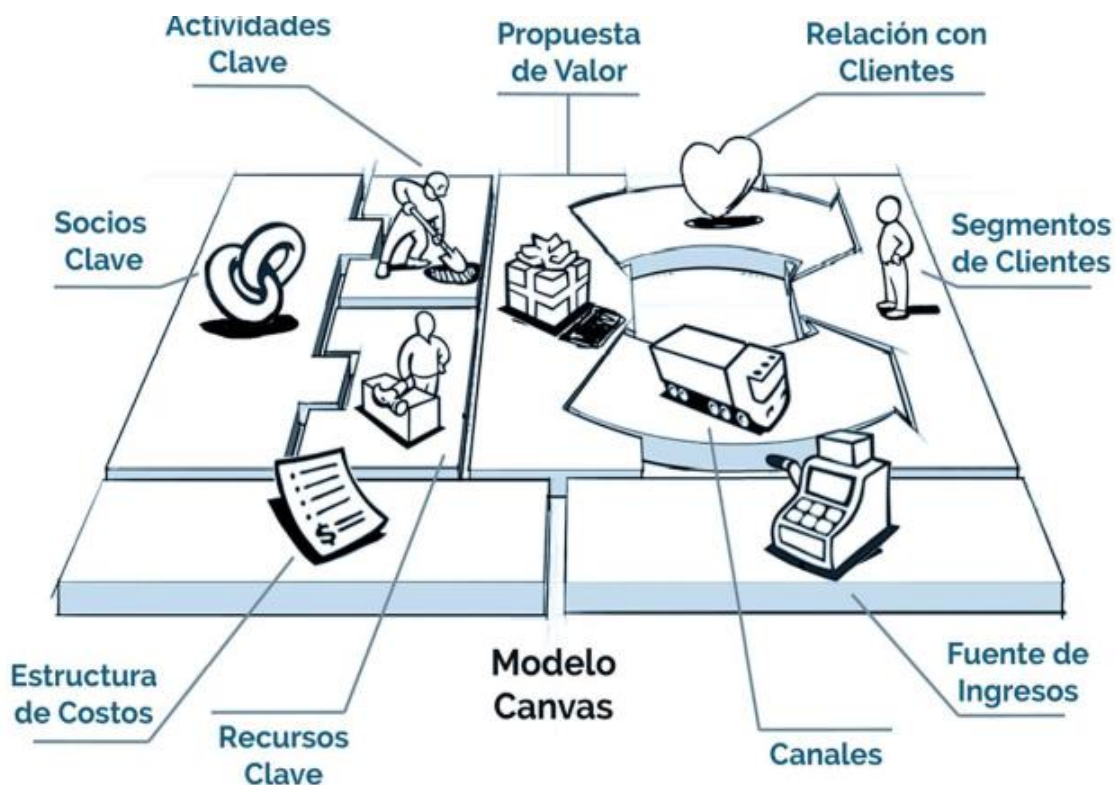 Actividades
Clave
Propuesta
de Valor
Relación con
Clientes
Socios
Clave
Segmentos
de Clientes
$
Estructura
de Costos
Recursos
Clave
Modelo
Canvas
Canales
Fuente de
Ingresos